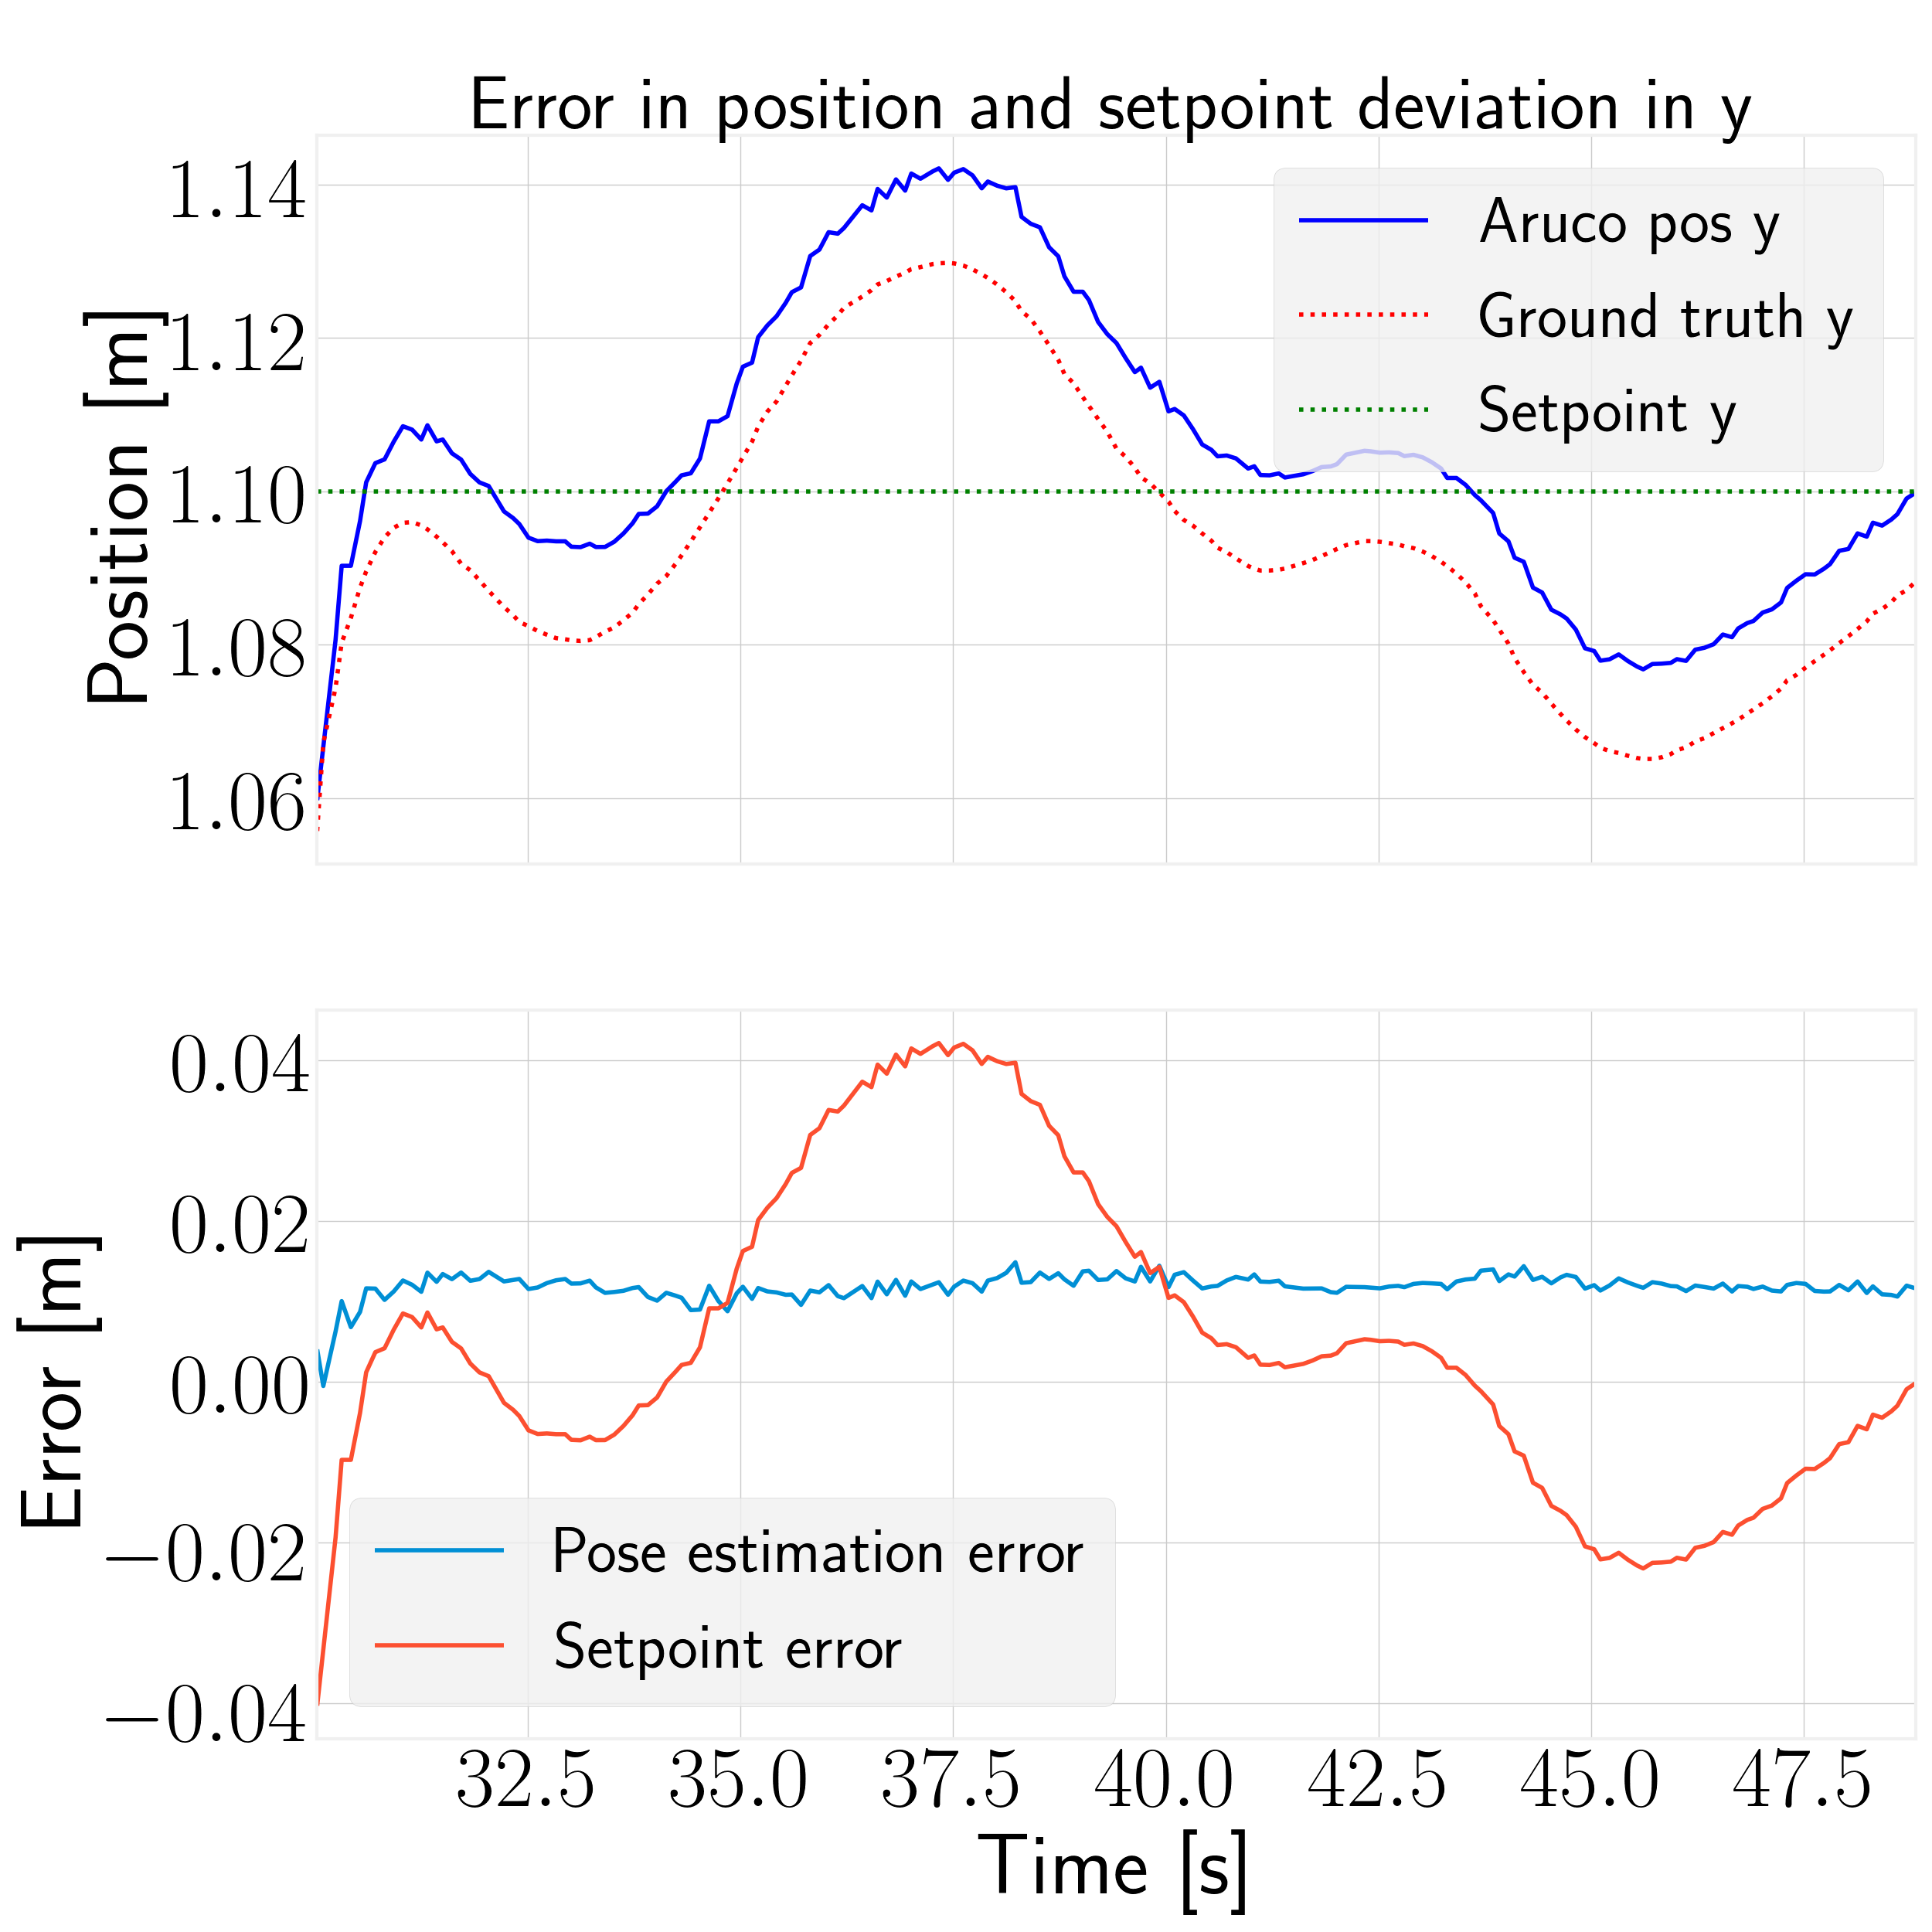 Error in position and setpoint deviation in y
Position [m]
1.14
1.12
1.10
1.08
1.06
Aruco pos y
Ground truth y
Setpoint y
Error [m]
0.04
0.02
0.00
−0.02
−0.04
Pose estimation error
Setpoint error
32.5 35.0 37.5 40.0 42.5 45.0 47.5
Time [s]